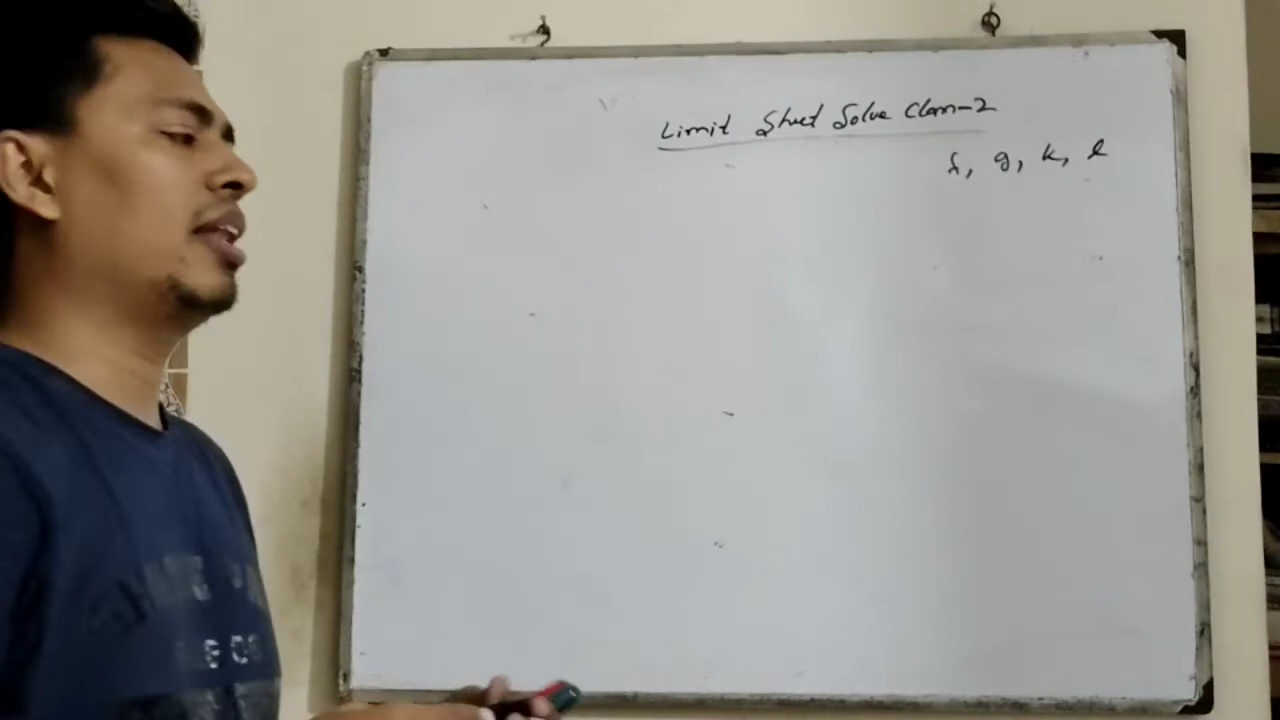 Limit Sheet Solve Class-2
f, g, k, l